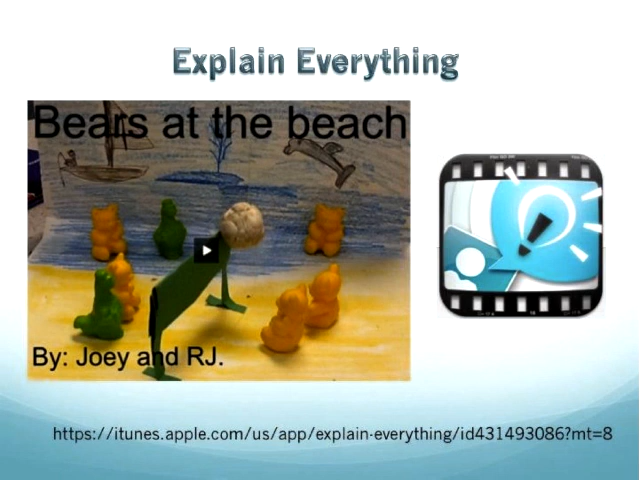 Explain Everything
Bears at the beach
By: Joey and RJ.
https://itunes.apple.com/us/app/explain-everything/id431493086?mt=8